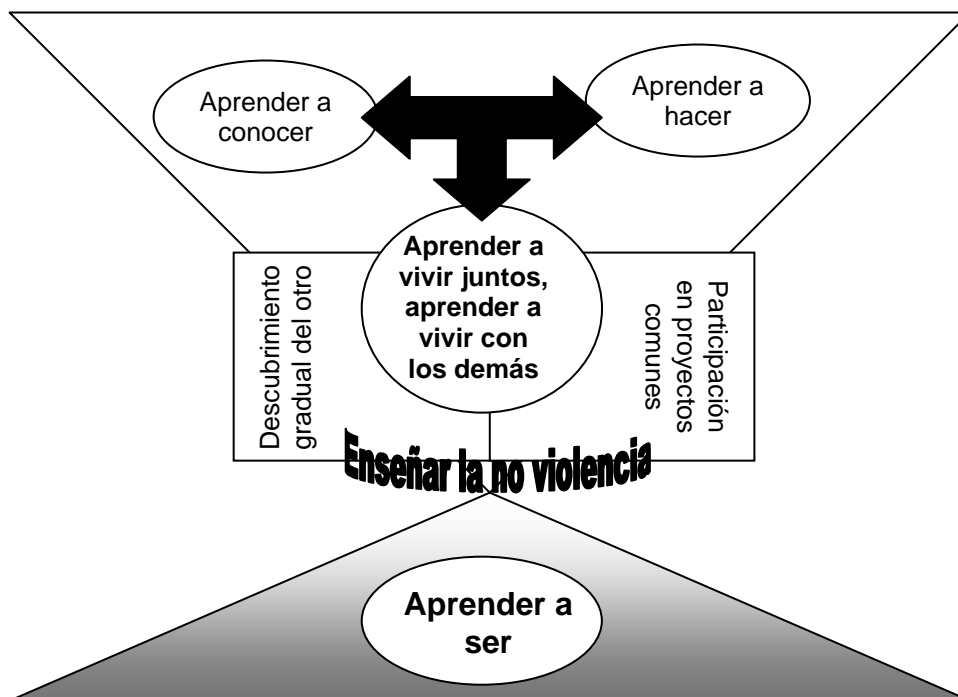 Aprender a
conocer
Aprender a
hacer
Aprender a
vivir juntos,
aprender a
vivir con
los demás
Descubrimiento
gradual del otro
Participación
en proyectos
comunes
Enseñar la no violencia
Aprender a
ser